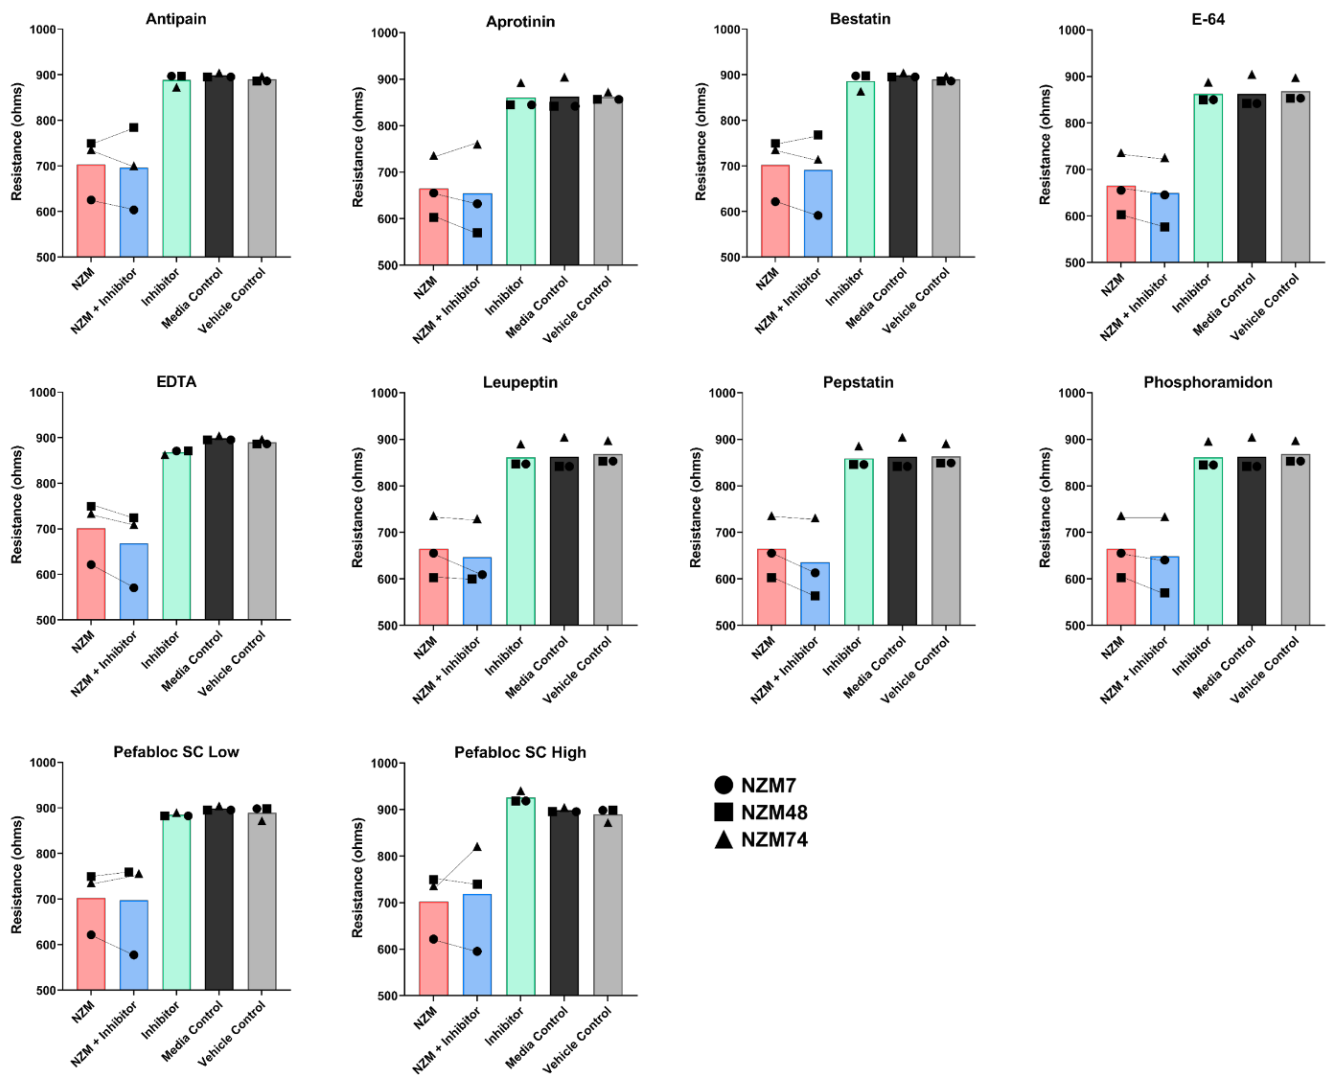 Antipain
Resistance (ohms)
1000
900
800
700
600
500
NZM
NZM + Inhibitor
Inhibitor
Media Control
Vehicle Control
Aprotinin
Resistance (ohms)
1000
900
800
700
600
500
NZM
NZM + Inhibitor
Inhibitor
Media Control
Vehicle Control
Bestatin
Resistance (ohms)
1000
900
800
700
600
500
NZM
NZM + Inhibitor
Inhibitor
Media Control
Vehicle Control
E-64
Resistance (ohms)
1000
900
800
700
600
500
NZM
NZM + Inhibitor
Inhibitor
Media Control
Vehicle Control
EDTA
Resistance (ohms)
1000
900
800
700
600
500
NZM
NZM + Inhibitor
Inhibitor
Media Control
Vehicle Control
Leupeptin
Resistance (ohms)
1000
900
800
700
600
500
NZM
NZM + Inhibitor
Inhibitor
Media Control
Vehicle Control
Pepstatin
Resistance (ohms)
1000
900
800
700
600
500
NZM
NZM + Inhibitor
Inhibitor
Media Control
Vehicle Control
Phosphoramidon
Resistance (ohms)
1000
900
800
700
600
500
NZM
NZM + Inhibitor
Inhibitor
Media Control
Vehicle Control
Pefabloc SC Low
Resistance (ohms)
1000
900
800
700
600
500
NZM
NZM + Inhibitor
Inhibitor
Media Control
Vehicle Control
Pefabloc SC High
Resistance (ohms)
1000
900
800
700
600
500
NZM
NZM + Inhibitor
Inhibitor
Media Control
Vehicle Control
NZM7
NZM48
NZM74